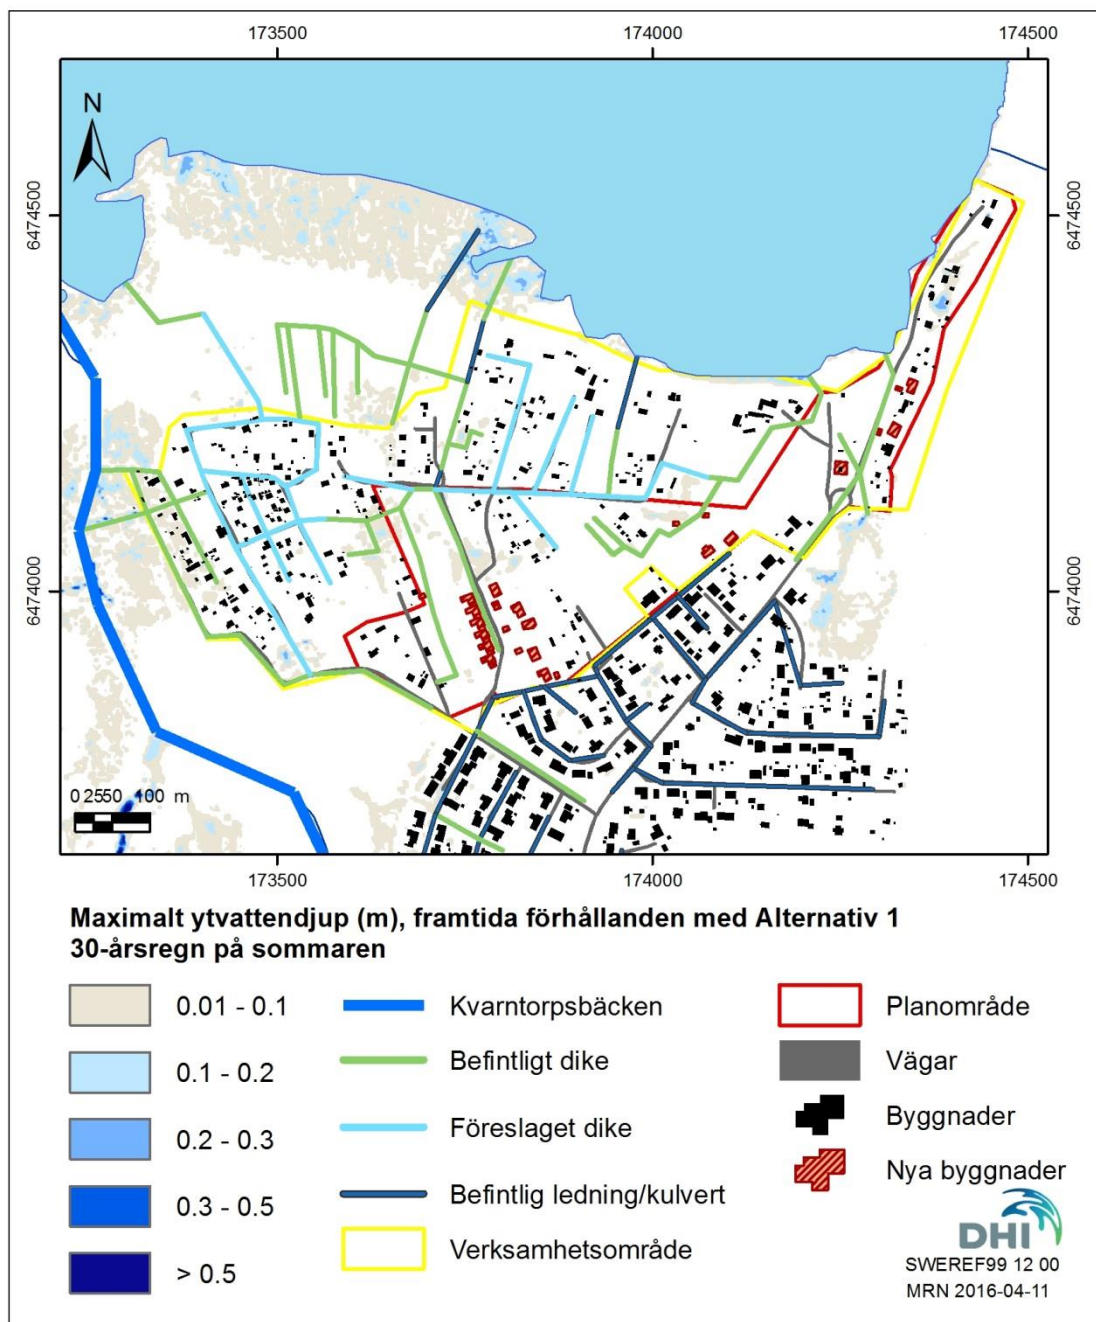 173500 174000 174500
N
6474500 6474500
6474000 6474000
0 25 50 100 m
173500 174000 174500
Maximalt ytvattendjup (m), framtida förhållanden med Alternativ 1
30-årsregn på sommaren
0.01 - 0.1 Kvarntorpsbäcken Planområde
0.1 - 0.2 Befintligt dike Vägar
0.2 - 0.3 Föreslaget dike Byggnader
0.3 - 0.5 Befintlig ledning/kulvert Nya byggnader
> 0.5 Verksamhetsområde
DHI
SWEREF99 12 00
MRN 2016-04-11